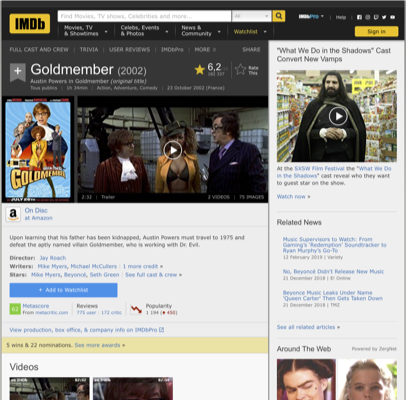 IMDb
Find Movies, TV shows, Celebrities and more...
All
IMDbPro
Help
Movies, TV & Showtimes
Celebs, Events & Photos
News & Community
Watchlist
Sign in
FULL CAST AND CREW | TRIVIA | USER REVIEWS | IMDbPro | MORE
SHARE
Goldmember (2002)
Austin Powers in Goldmember (original title)
Tous publics | 1h 34min | Action, Adventure, Comedy | 23 October 2002 (France)
6,2
Rate This
GOLDMEMBER
2:32 | Trailer
2 VIDEOS | 75 IMAGES
On Disc
at Amazon
Upon learning that his father has been kidnapped, Austin Powers must travel to 1975 and
defeat the aptly named villain Goldmember, who is working with Dr. Evil.
Director: Jay Roach
Writers: Mike Myers, Michael McCullers | 1 more credit »
Stars: Mike Myers, Beyoncé, Seth Green | See full cast & crew »
+ Add to Watchlist
62
Metascore
From metacritic.com
Reviews
775 user | 172 critic
Popularity
View production, box office, & company info on IMDbPro
5 wins & 22 nominations. See more awards »
Videos
"What We Do in the Shadows" Cast
Convert New Vamps
At the SXSW Film Festival the "What We Do in
the Shadows" cast reveal who they want
to guest star on the show.
Watch now »
Related News
Music Supervisors to Watch: From
Gaming's 'Redemption' Soundtrack to
Ryan Murphy's Go-To
12 February 2019 | Variety
No, Beyoncé Didn't Release New Music
21 December 2018 | E! Online
Beyonce Music Leaks Under Name
'Queen Carter' Then Gets Taken Down
21 December 2018 | TMZ
See all related articles »
Around The Web
Powered by ZergNet